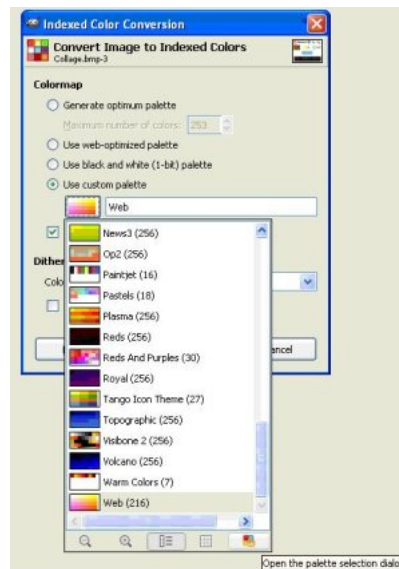 Indexed Color Conversion
Convert Image to Indexed Colors
Collage.bmp-3
Colormap
Generate optimum palette
Maximum number of colors: 253
Use web-optimized palette
Use black and white (1-bit) palette
Use custom palette
Web
News3 (256)
Op2 (256)
Dither
Paintjet (16)
Colo
Pastels (18)
Plasma (256)
Reds (256)
Reds And Purples (30)
ancel
Royal (256)
Tango Icon Theme (27)
Topographic (256)
Visibone 2 (256)
Volcano (256)
Warm Colors (7)
Web (216)
Open the palette selection dialo